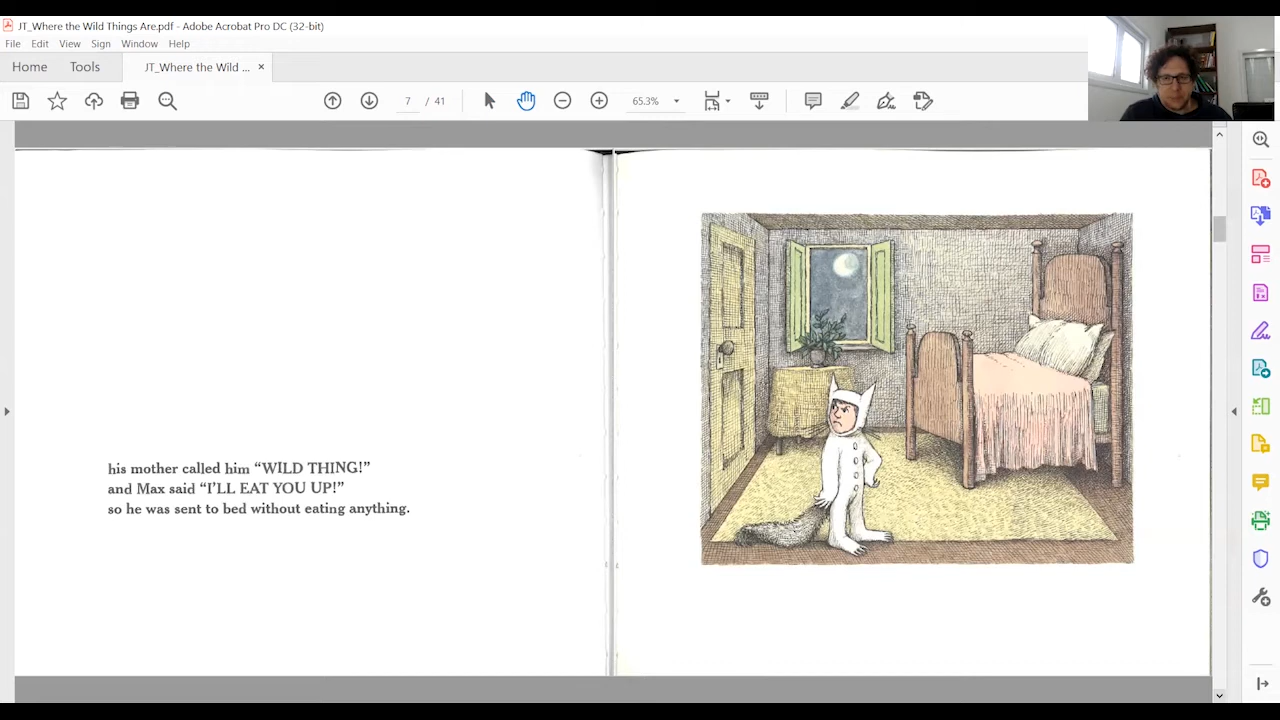 JT_Where the Wild Things Are.pdf - Adobe Acrobat Pro DC (32-bit)
File Edit View Sign Window Help
Home Tools JT_Where the Wild ... ×
7 / 41 65.3%
his mother called him “WILD THING!”
and Max said “I’LL EAT YOU UP!”
so he was sent to bed without eating anything.